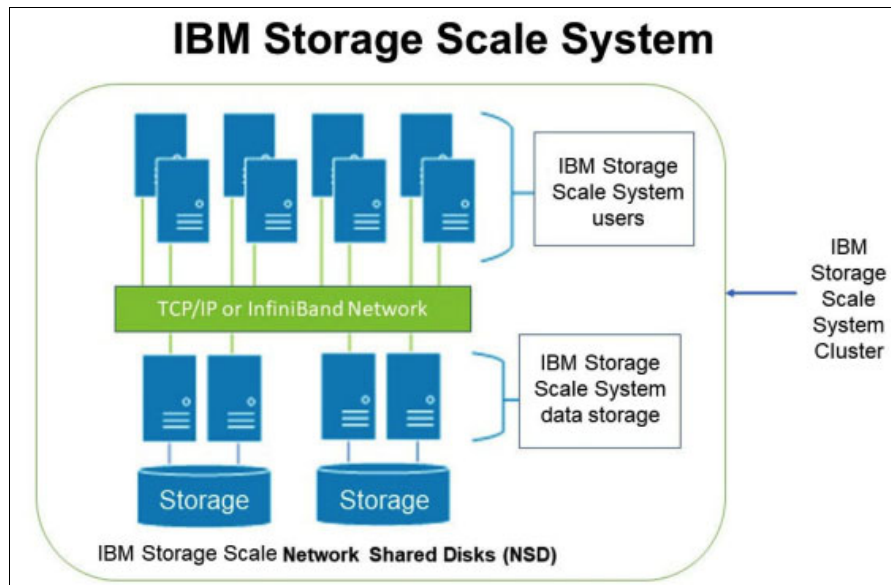 IBM Storage Scale System
IBM Storage
Scale System
users
IBM
Storage
Scale
System
Cluster
TCP/IP or InfiniBand Network
IBM Storage
Scale System
data storage
Storage
Storage
IBM Storage Scale Network Shared Disks (NSD)